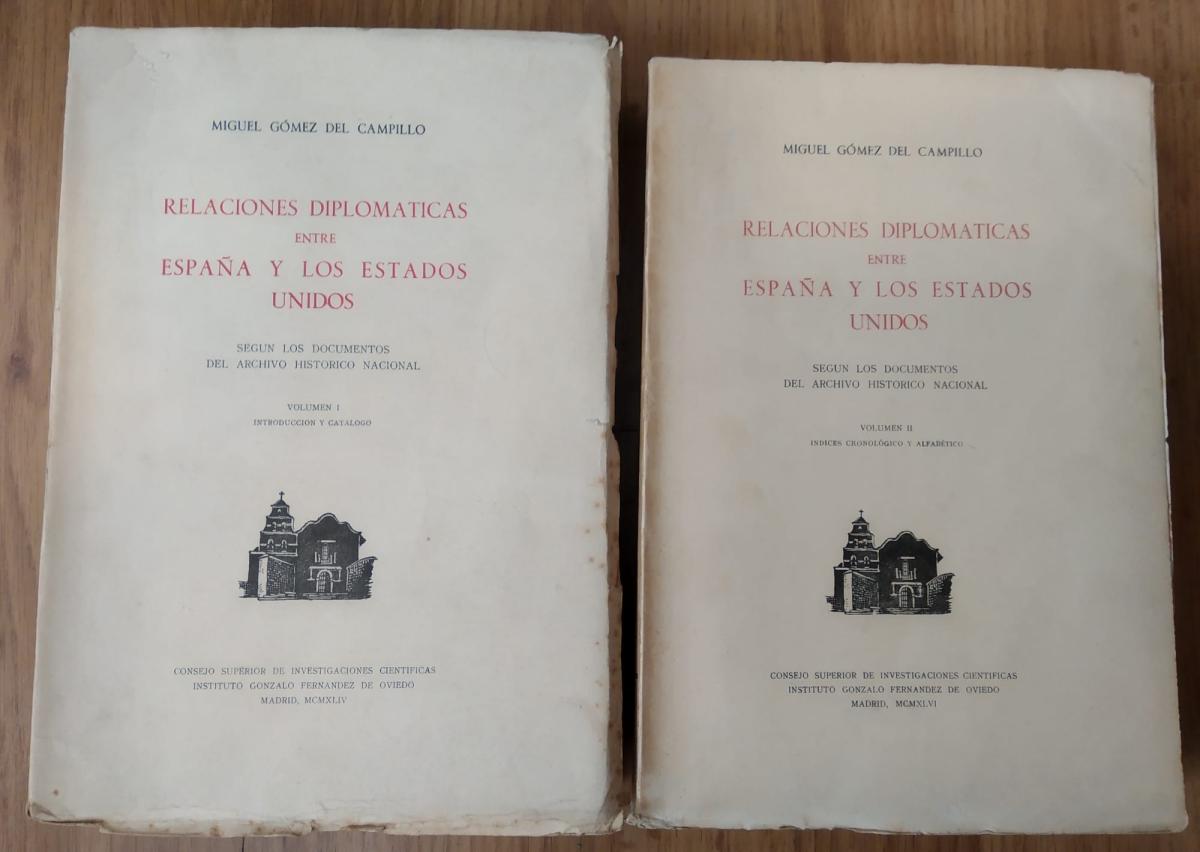 MIGUEL GÓMEZ DEL CAMPILLO
RELACIONES DIPLOMATICAS
ENTRE
ESPAÑA Y LOS ESTADOS
UNIDOS
SEGUN LOS DOCUMENTOS
DEL ARCHIVO HISTORICO NACIONAL
VOLUMEN I
INTRODUCCION Y CATALOGO
CONSEJO SUPERIOR DE INVESTIGACIONES CIENTIFICAS
INSTITUTO GONZALO FERNANDEZ DE OVIEDO
MADRID, MCMXLIV
MIGUEL GÓMEZ DEL CAMPILLO
RELACIONES DIPLOMATICAS
ENTRE
ESPAÑA Y LOS ESTADOS
UNIDOS
SEGUN LOS DOCUMENTOS
DEL ARCHIVO HISTORICO NACIONAL
VOLUMEN II
INDICES CRONOLÓGICO Y ALFABÉTICO
CONSEJO SUPERIOR DE INVESTIGACIONES CIENTIFICAS
INSTITUTO GONZALO FERNANDEZ DE OVIEDO
MADRID, MCMXLVI